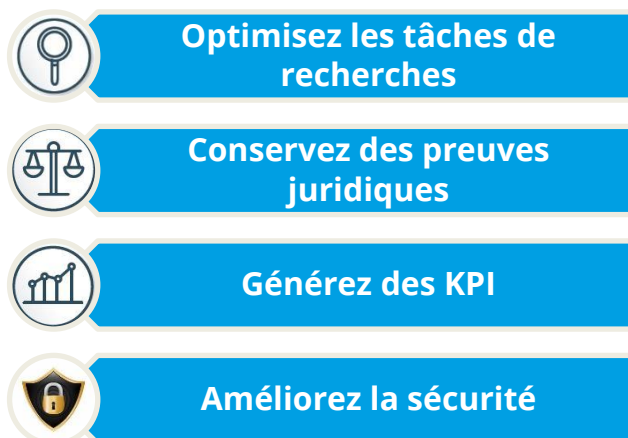 Optimisez les tâches de
recherches
Conservez des preuves
juridiques
Générez des KPI
Améliorez la sécurité